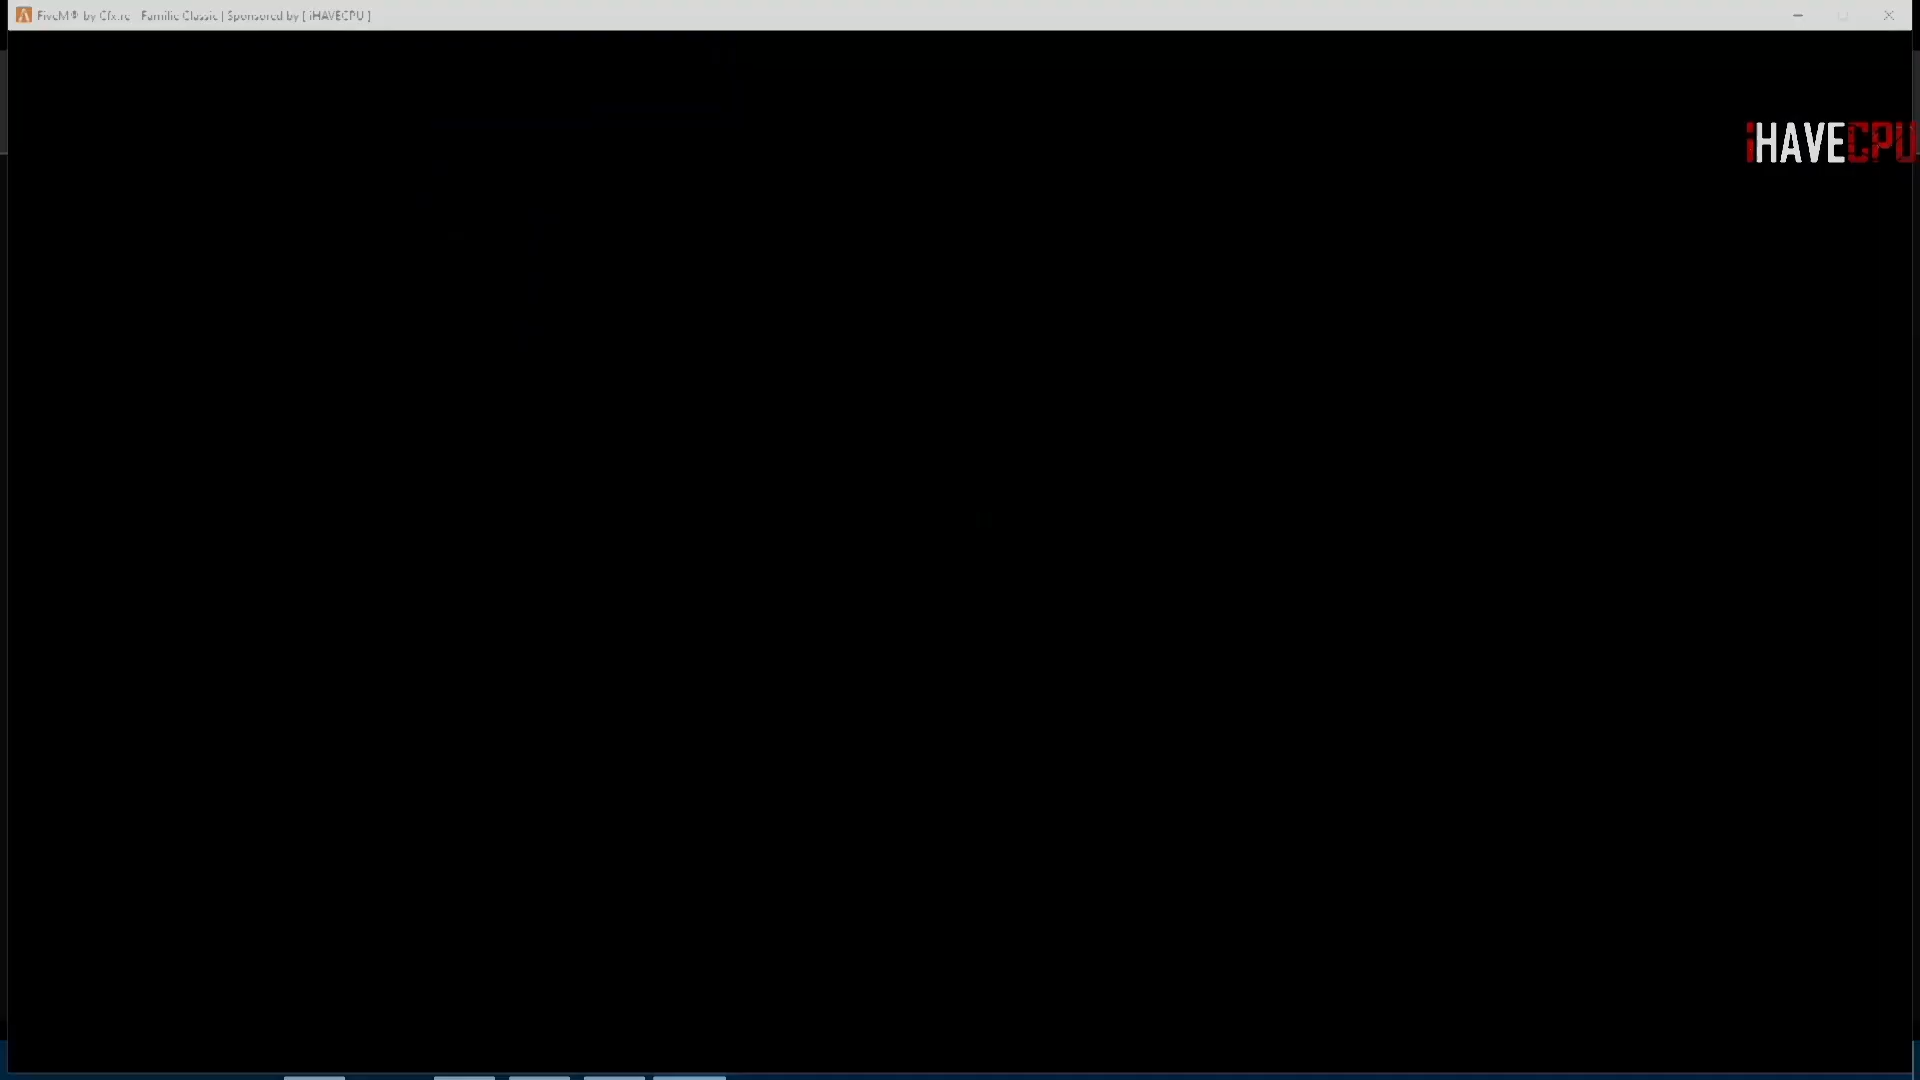 FiveM® by Cfx.re - Familie Classic | Sponsored by [ iHAVECPU ]
iHAVECPU